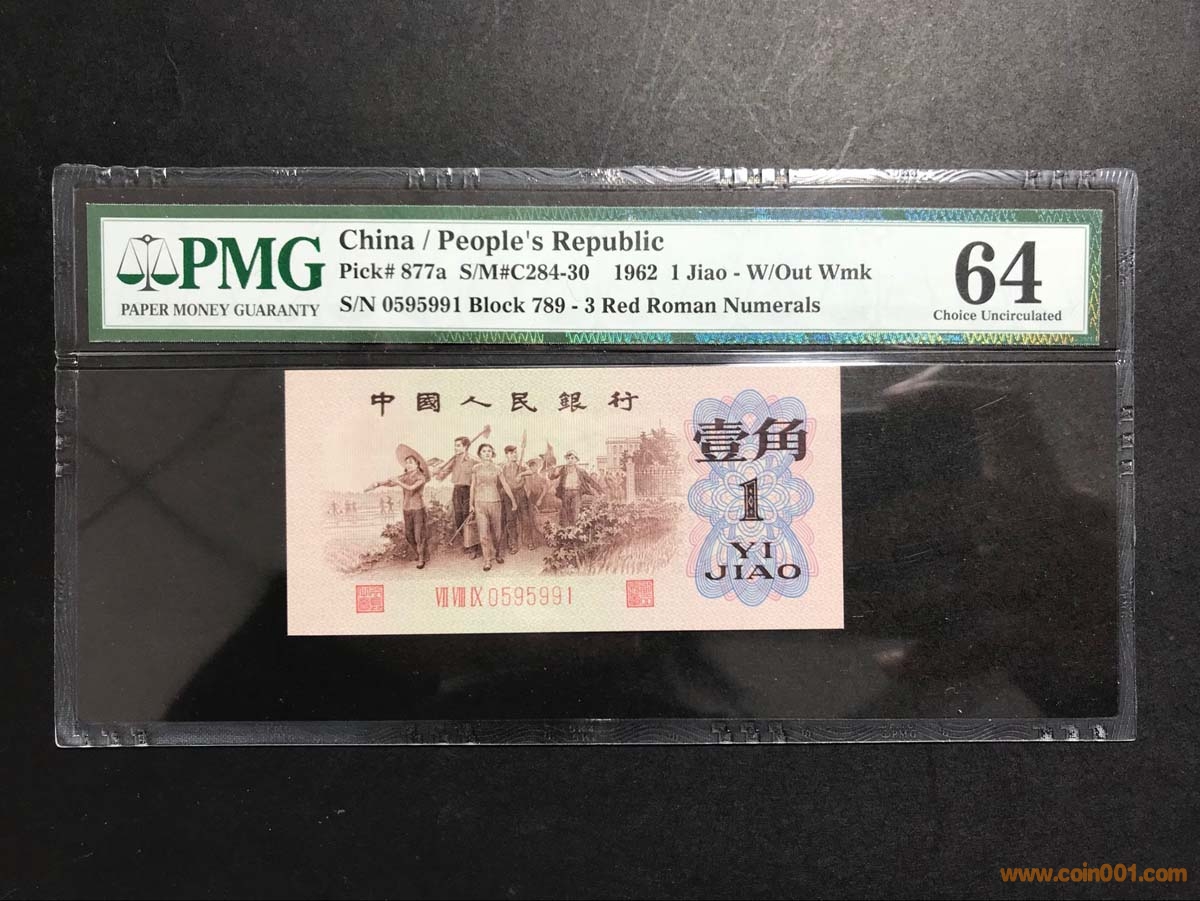 PMG
PAPER MONEY GUARANTY
China / People's Republic
Pick# 877a S/M#C284-30 1962 1 Jiao - W/Out Wmk
S/N 0595991 Block 789 - 3 Red Roman Numerals
64
Choice Uncirculated
中國人民銀行
壹角
1
YI
JIAO
VII VIII IX 0595991
www.coin001.com